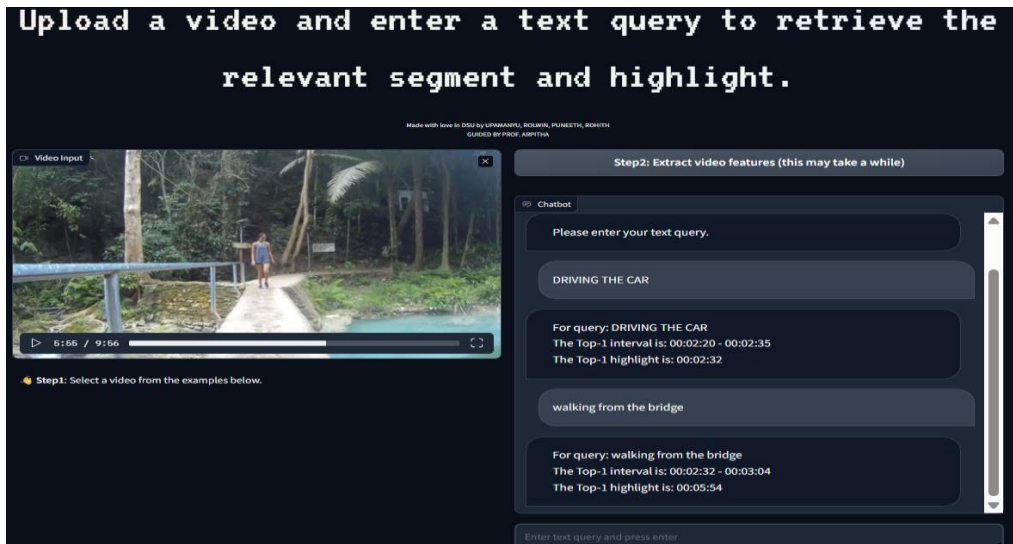 Upload a video and enter a text query to retrieve the
relevant segment and highlight.
Made with love in DSU by UPAMANYU, ROLWIN, PUNEETH, ROHITH
GUIDED BY PROF. ARPITHA
Video Input
5:55 / 9:56
👋 Step1: Select a video from the examples below.
Step2: Extract video features (this may take a while)
Chatbot
Please enter your text query.
DRIVING THE CAR
For query: DRIVING THE CAR
The Top-1 interval is: 00:02:20 - 00:02:35
The Top-1 highlight is: 00:02:32
walking from the bridge
For query: walking from the bridge
The Top-1 interval is: 00:02:32 - 00:03:04
The Top-1 highlight is: 00:05:54
Enter text query and press enter